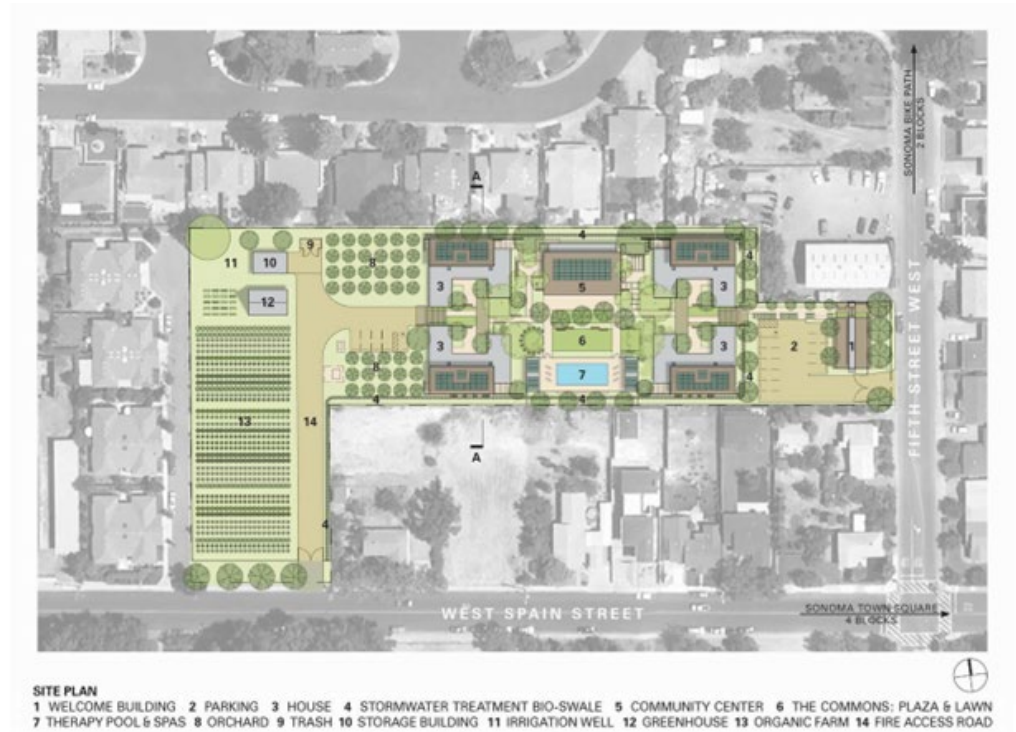 SONOMA BIKE PATH
2 BLOCKS
A
4
9
11
10
8
5
4
3
3
12
6
2
1
3
3
8
7
4
4
4
13
14
A
FIFTH STREET WEST
4
WEST SPAIN STREET
SONOMA TOWN SQUARE
4 BLOCKS
SITE PLAN
1 WELCOME BUILDING 2 PARKING 3 HOUSE 4 STORMWATER TREATMENT BIO-SWALE 5 COMMUNITY CENTER 6 THE COMMONS: PLAZA & LAWN
7 THERAPY POOL & SPAS 8 ORCHARD 9 TRASH 10 STORAGE BUILDING 11 IRRIGATION WELL 12 GREENHOUSE 13 ORGANIC FARM 14 FIRE ACCESS ROAD